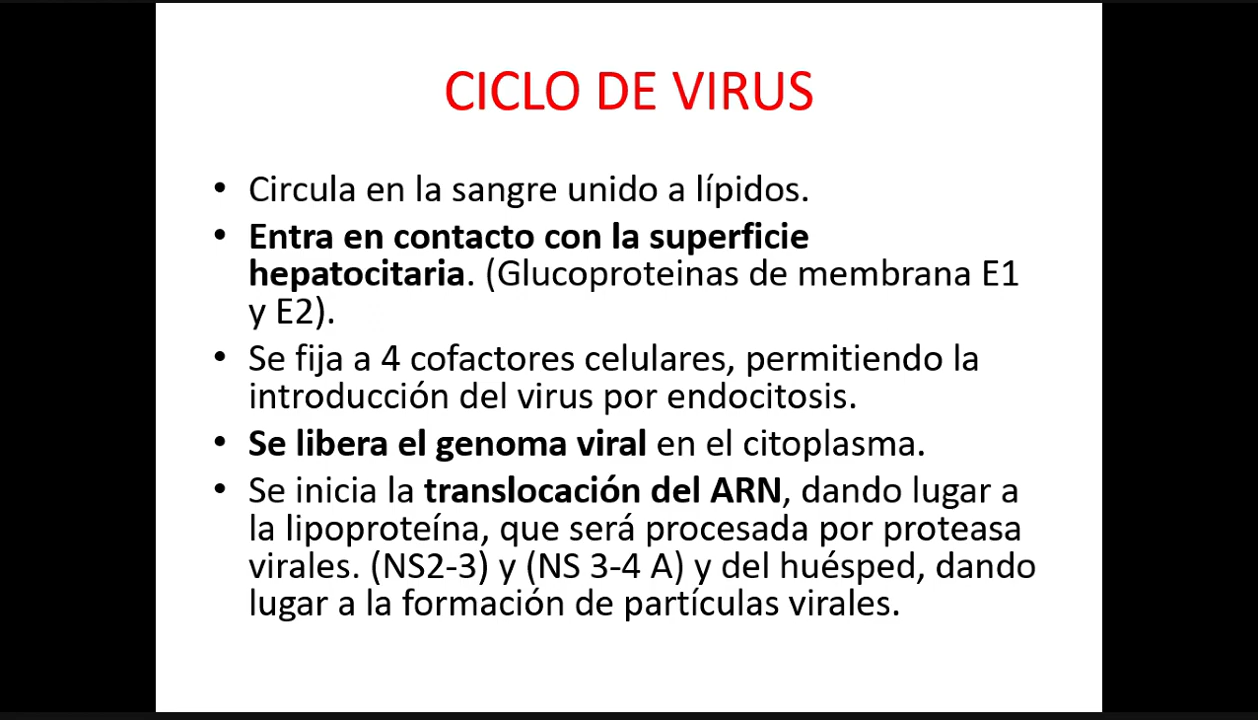 CICLO DE VIRUS
• Circula en la sangre unido a lípidos.
• Entra en contacto con la superficie
hepatocitaria. (Glucoproteinas de membrana E1
y E2).
• Se fija a 4 cofactores celulares, permitiendo la
introducción del virus por endocitosis.
• Se libera el genoma viral en el citoplasma.
• Se inicia la translocación del ARN, dando lugar a
la lipoproteína, que será procesada por proteasa
virales. (NS2-3) y (NS 3-4 A) y del huésped, dando
lugar a la formación de partículas virales.